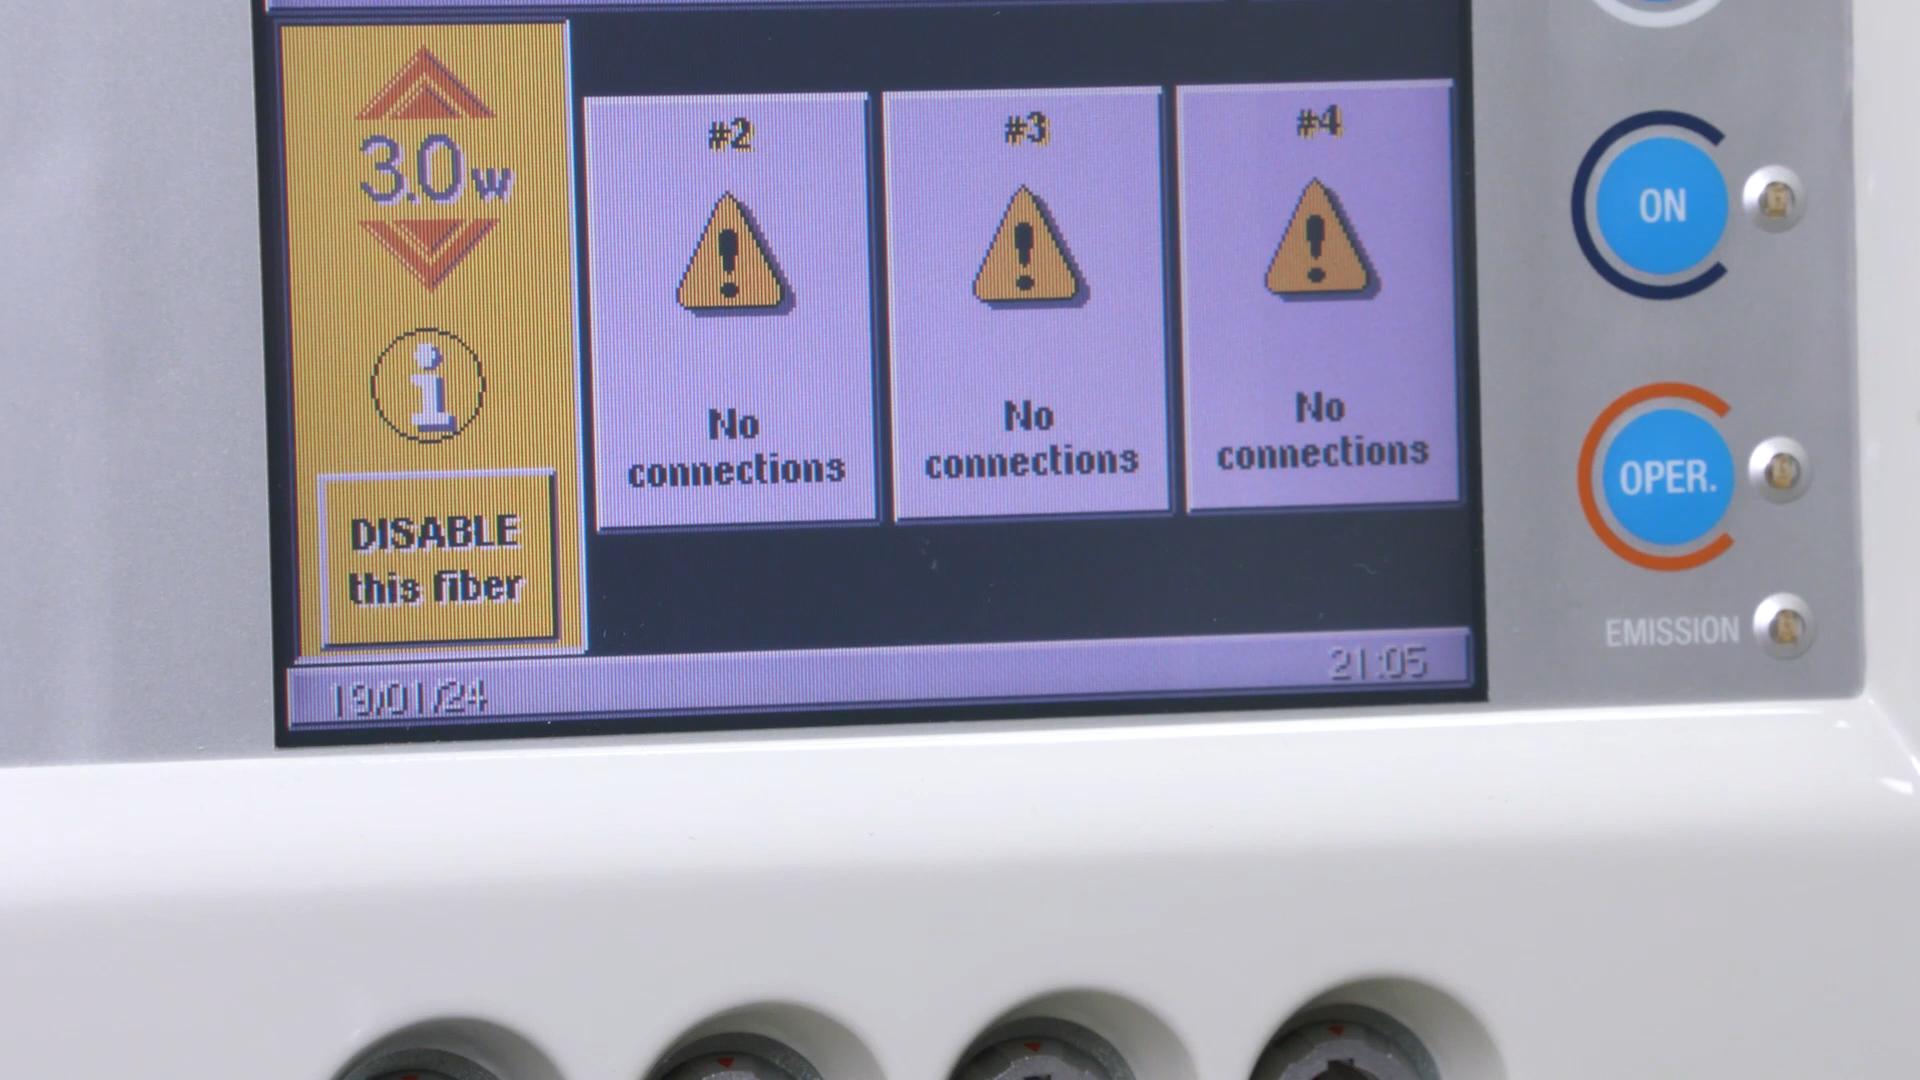 3.0 w
i
DISABLE
this fiber
#2
!
No
connections
#3
!
No
connections
#4
!
No
connections
19/01/24
21:05
ON
OPER.
EMISSION